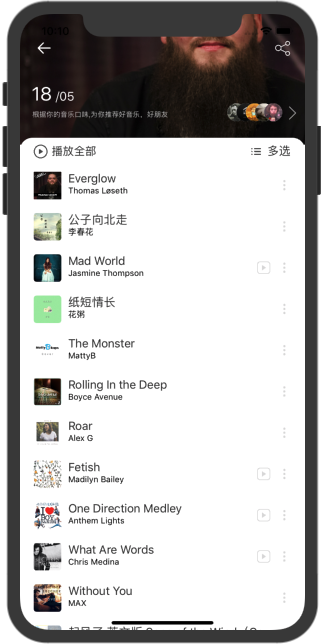 10:10
18 /05
根据你的音乐口味,为你推荐好音乐、好朋友
播放全部
多选
Everglow
Thomas Løseth
公子向北走
李春花
Mad World
Jasmine Thompson
纸短情长
花粥
The Monster
MattyB
Rolling In the Deep
Boyce Avenue
Roar
Alex G
Fetish
Madilyn Bailey
One Direction Medley
Anthem Lights
What Are Words
Chris Medina
Without You
MAX